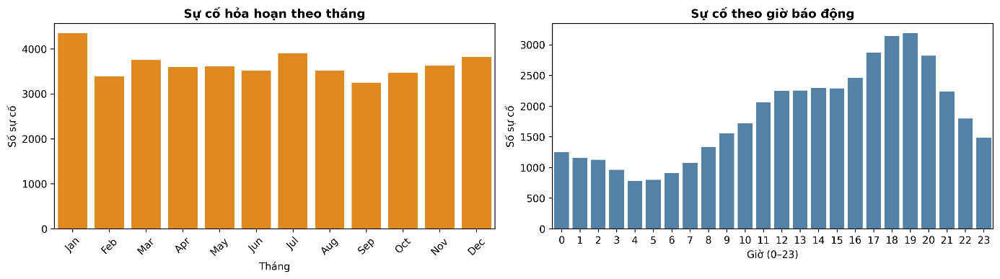 Sự cố hỏa hoạn theo tháng
Số sự cố
4000
3000
2000
1000
0
Jan Feb Mar Apr May Jun Jul Aug Sep Oct Nov Dec
Tháng
Sự cố theo giờ báo động
Số sự cố
3000
2500
2000
1500
1000
500
0
0 1 2 3 4 5 6 7 8 9 10 11 12 13 14 15 16 17 18 19 20 21 22 23
Giờ (0–23)